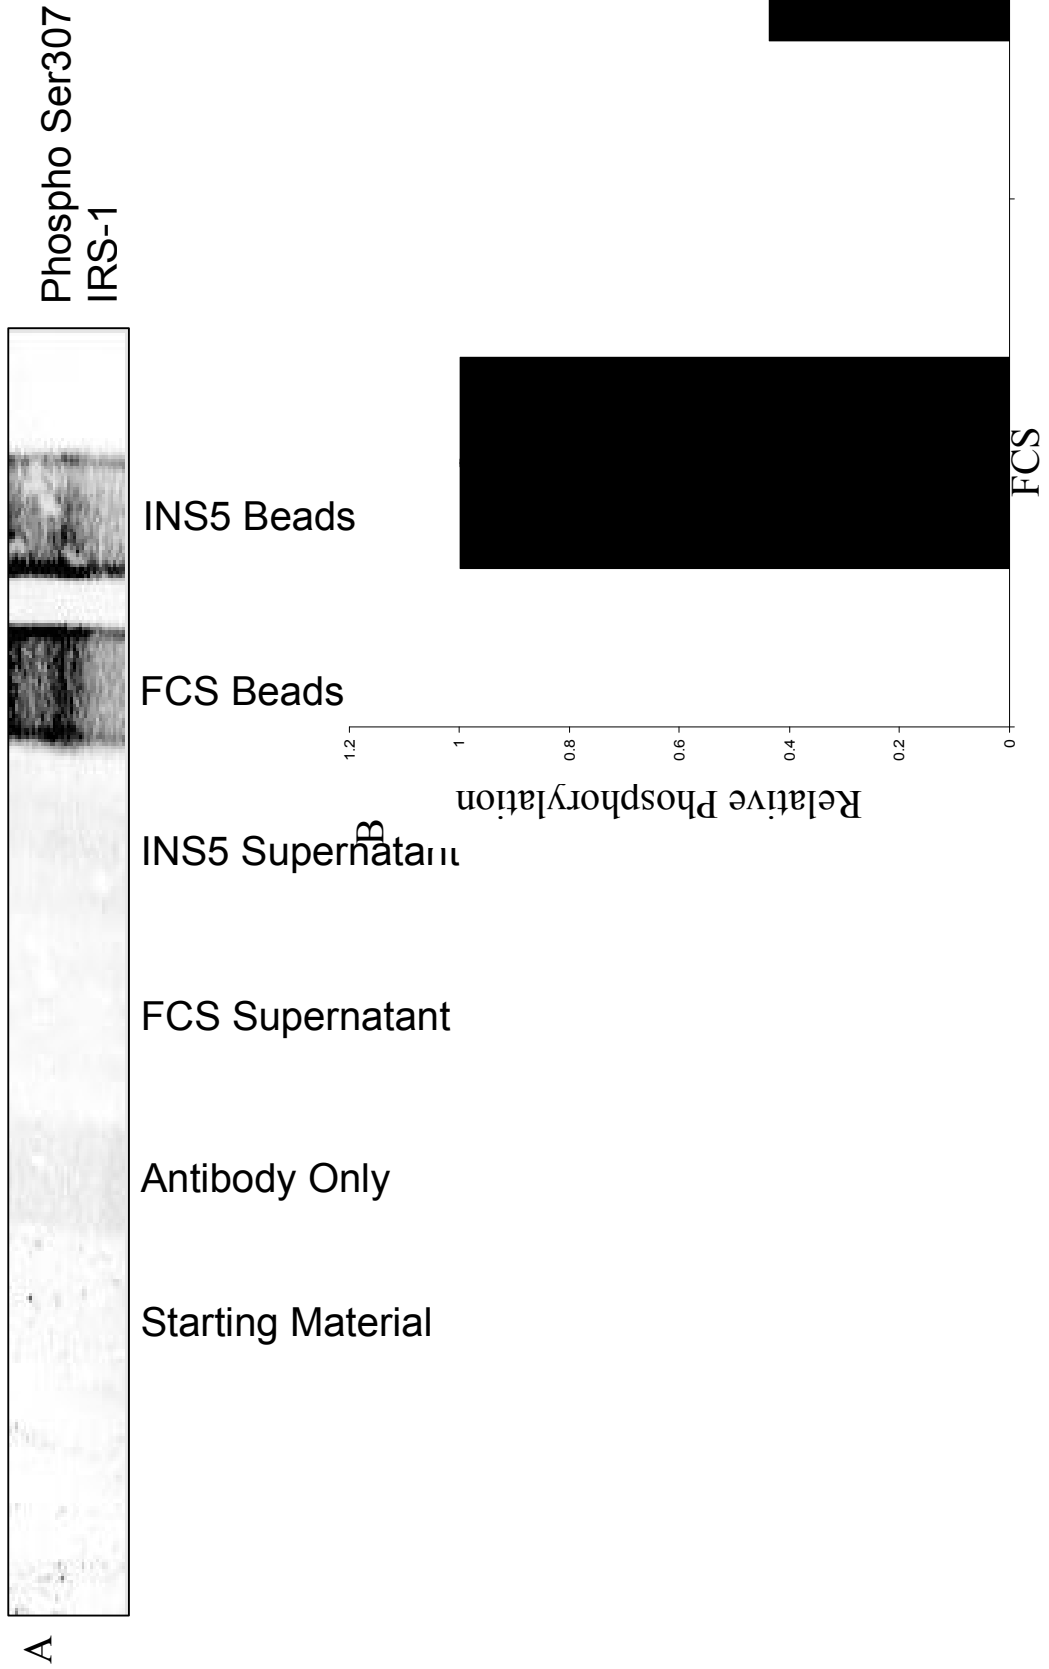 A
Phospho Ser307
IRS-1
Starting Material
Antibody Only
FCS Supernatant
INS5 Supernatant
FCS Beads
INS5 Beads
B
Relative Phosphorylation
1.2
1
0.8
0.6
0.4
0.2
0
FCS